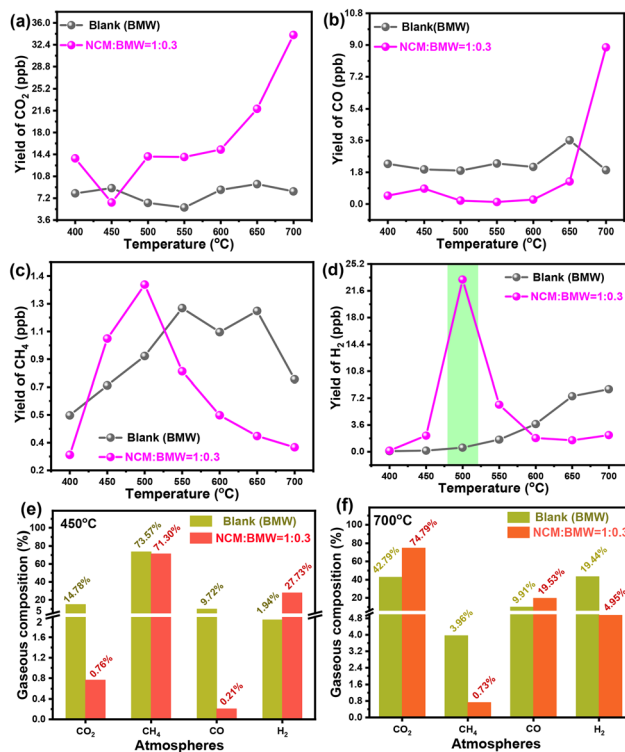 (a)
Blank (BMW)
NCM:BMW=1:0.3
Yield of CO2 (ppb)
36.0
32.4
28.8
25.2
21.6
18.0
14.4
10.8
7.2
3.6
400 450 500 550 600 650 700
Temperature (°C)
(b)
Blank(BMW)
NCM:BMW=1:0.3
Yield of CO (ppb)
10.8
9.0
7.2
5.4
3.6
1.8
0.0
400 450 500 550 600 650 700
Temperature (°C)
(c)
Blank (BMW)
NCM:BMW=1:0.3
Yield of CH4 (ppb)
1.4
1.3
1.1
0.9
0.7
0.5
0.4
0.2
400 450 500 550 600 650 700
Temperature (°C)
(d)
Blank (BMW)
NCM:BMW=1:0.3
Yield of H2 (ppb)
25.2
21.6
18.0
14.4
10.8
7.2
3.6
0.0
400 450 500 550 600 650 700
Temperature (°C)
(e)
450°C
Blank (BMW)
NCM:BMW=1:0.3
Gaseous composition (%)
100
80
60
40
20
5
2
1.6
1.2
0.8
0.4
0.0
14.78%
0.76%
73.57%
71.30%
9.72%
0.21%
1.94%
27.73%
CO2 CH4 CO H2
Atmospheres
(f)
700°C
Blank (BMW)
NCM:BMW=1:0.3
Gaseous composition (%)
100
80
60
40
20
4.8
4.0
3.2
2.4
1.6
0.8
0.0
42.79%
74.79%
3.96%
0.73%
9.91%
19.53%
19.44%
4.95%
CO2 CH4 CO H2
Atmospheres